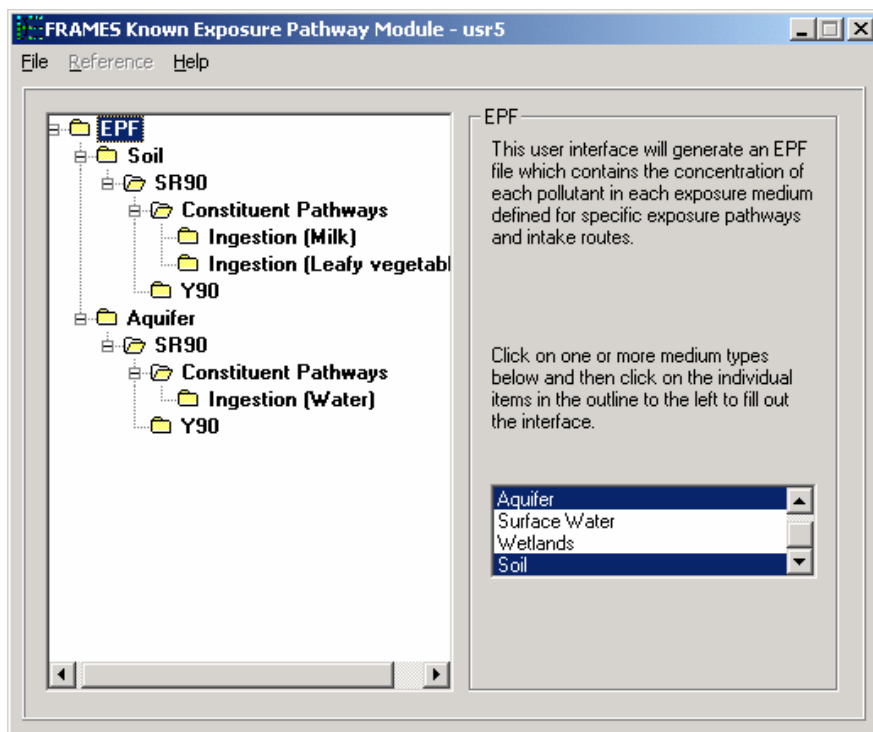 FRAMES Known Exposure Pathway Module - usr5
File Reference Help
EPF
Soil
SR90
Constituent Pathways
Ingestion (Milk)
Ingestion (Leafy vegetabl
Y90
Aquifer
SR90
Constituent Pathways
Ingestion (Water)
Y90
EPF
This user interface will generate an EPF
file which contains the concentration of
each pollutant in each exposure medium
defined for specific exposure pathways
and intake routes.
Click on one or more medium types
below and then click on the individual
items in the outline to the left to fill out
the interface.
Aquifer
Surface Water
Wetlands
Soil